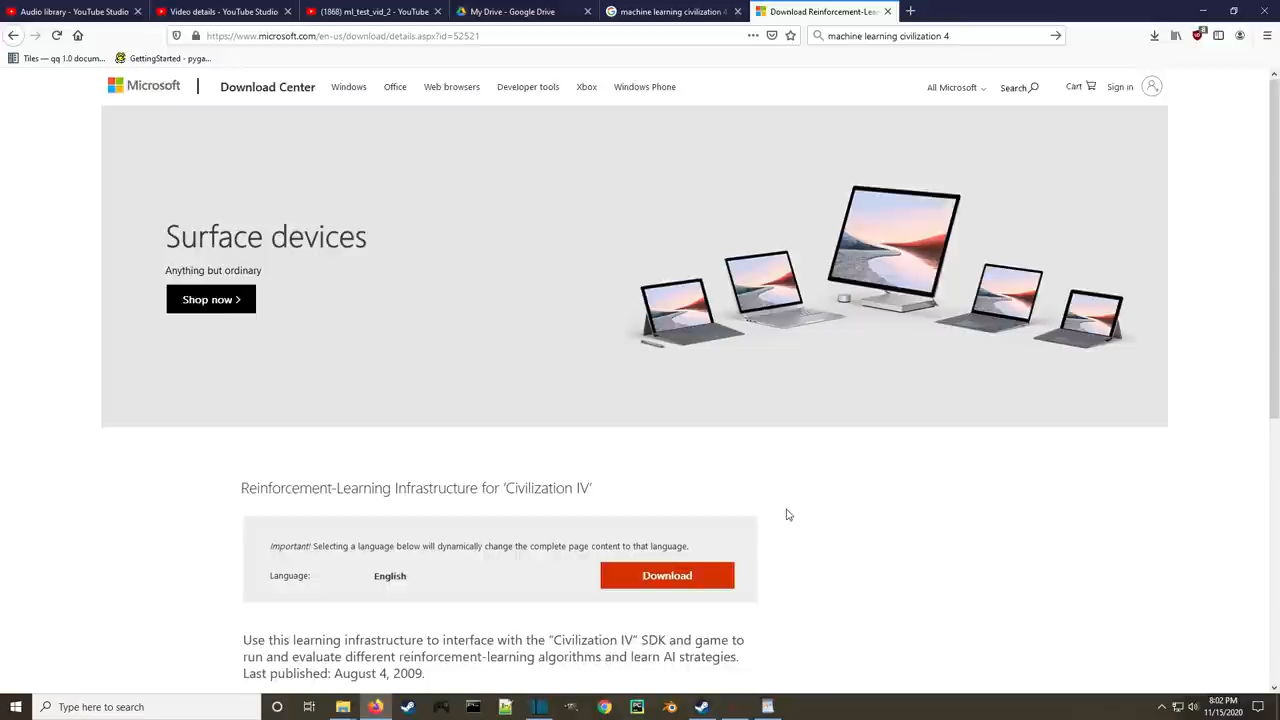 Audio library - YouTube Studio
Video details - YouTube Studio
(1868) ml_test_vid_2 - YouTube
My Drive - Google Drive
machine learning civilization 4
Download Reinforcement-Lear
https://www.microsoft.com/en-us/download/details.aspx?id=52521
machine learning civilization 4
Tiles — qq 1.0 docum...
GettingStarted - pyga...
Microsoft
Download Center
Windows
Office
Web browsers
Developer tools
Xbox
Windows Phone
All Microsoft
Search
Cart
Sign in
Surface devices
Anything but ordinary
Shop now >
Reinforcement-Learning Infrastructure for 'Civilization IV'
Important! Selecting a language below will dynamically change the complete page content to that language.
Language:
English
Download
Use this learning infrastructure to interface with the "Civilization IV" SDK and game to
run and evaluate different reinforcement-learning algorithms and learn AI strategies.
Last published: August 4, 2009.
Type here to search
8:02 PM
11/15/2020